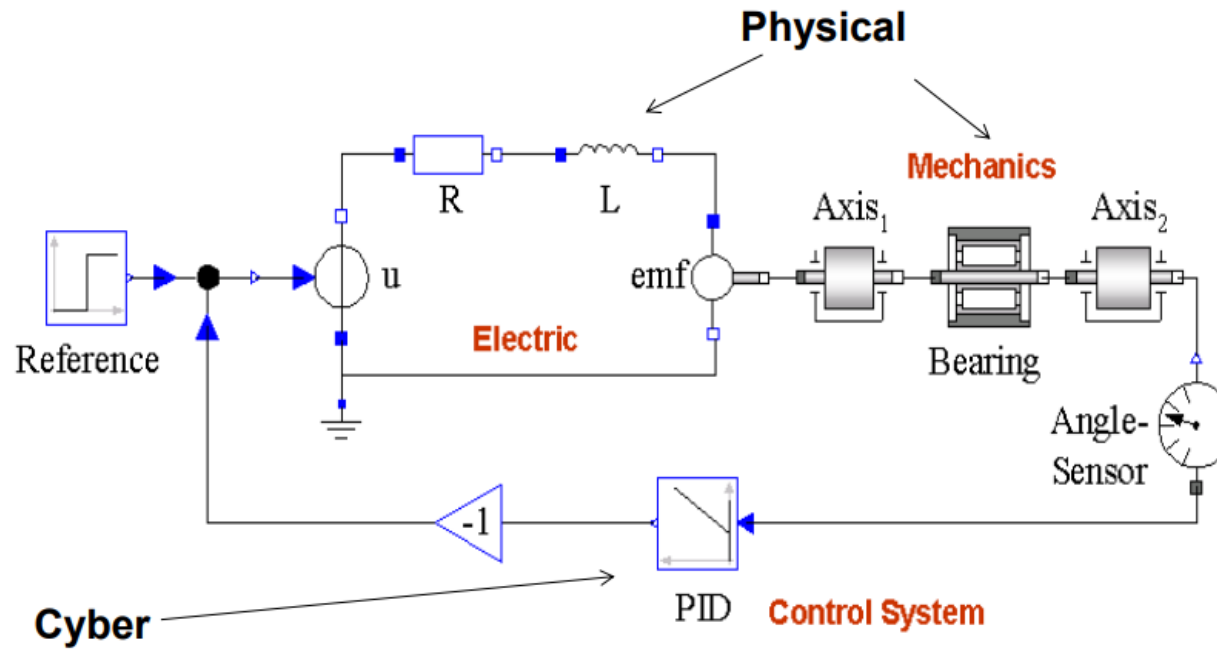 Physical
Mechanics
R
L
Axis1
Axis2
u
emf
Electric
Reference
Bearing
Angle-
Sensor
-1
PID
Control System
Cyber